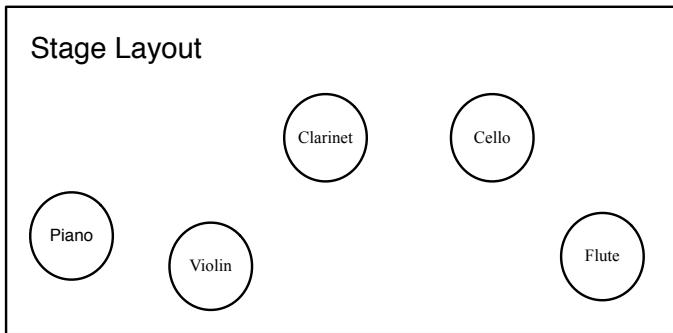 Stage Layout
Clarinet
Cello
Piano
Violin
Flute